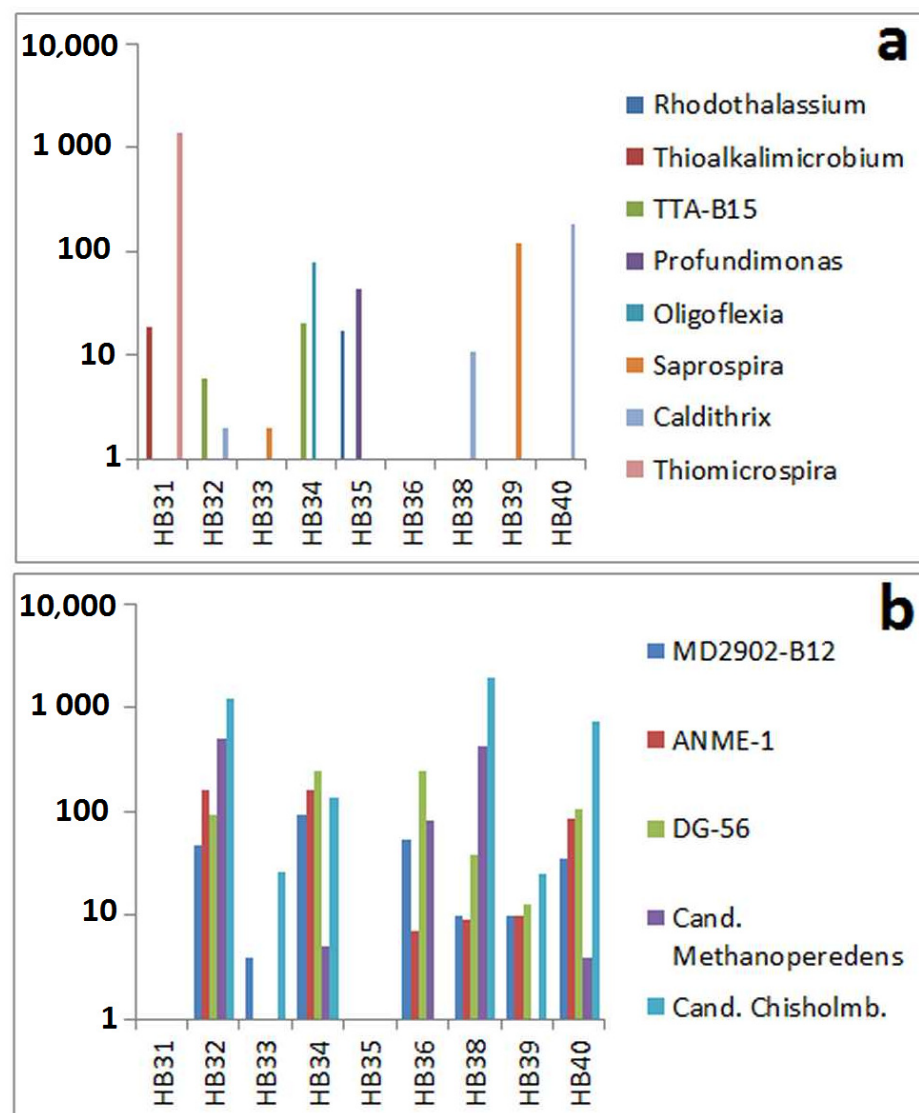 a
10,000
1 000
100
10
1
HB31 HB32 HB33 HB34 HB35 HB36 HB38 HB39 HB40
Rhodothalassium
Thioalkalimicrobium
TTA-B15
Profundimonas
Oligoflexia
Saprospira
Caldithrix
Thiomicrospira
b
10,000
1 000
100
10
1
HB31 HB32 HB33 HB34 HB35 HB36 HB38 HB39 HB40
MD2902-B12
ANME-1
DG-56
Cand.
Methanoperedens
Cand. Chisholmb.